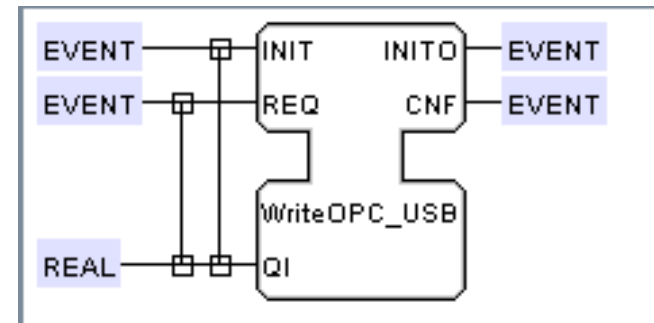 EVENT INIT INITO EVENT
EVENT REQ CNF EVENT
WriteOPC_USB
REAL QI